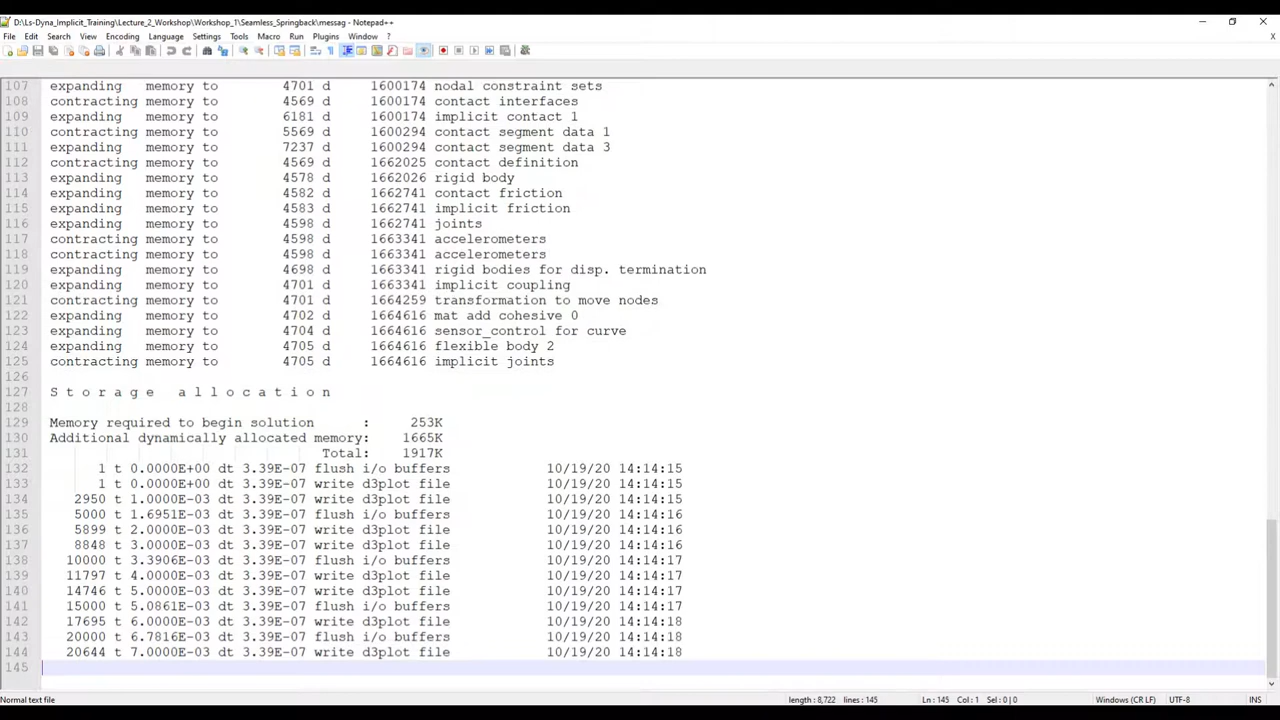 D:\Ls-Dyna_Implicit_Training\Lecture_2_Workshop\Workshop_1\Seamless_Springback\messag - Notepad++
File Edit Search View Encoding Language Settings Tools Macro Run Plugins Window ?
X
107 expanding memory to 4701 d 1600174 nodal constraint sets
108 contracting memory to 4569 d 1600174 contact interfaces
109 expanding memory to 6181 d 1600174 implicit contact 1
110 contracting memory to 5569 d 1600294 contact segment data 1
111 expanding memory to 7237 d 1600294 contact segment data 3
112 contracting memory to 4569 d 1662025 contact definition
113 expanding memory to 4578 d 1662026 rigid body
114 expanding memory to 4582 d 1662741 contact friction
115 expanding memory to 4583 d 1662741 implicit friction
116 expanding memory to 4598 d 1662741 joints
117 contracting memory to 4598 d 1663341 accelerometers
118 contracting memory to 4598 d 1663341 accelerometers
119 expanding memory to 4698 d 1663341 rigid bodies for disp. termination
120 expanding memory to 4701 d 1663341 implicit coupling
121 contracting memory to 4701 d 1664259 transformation to move nodes
122 expanding memory to 4702 d 1664616 mat add cohesive 0
123 expanding memory to 4704 d 1664616 sensor_control for curve
124 expanding memory to 4705 d 1664616 flexible body 2
125 contracting memory to 4705 d 1664616 implicit joints
126
127 S t o r a g e a l l o c a t i o n
128
129 Memory required to begin solution : 253K
130 Additional dynamically allocated memory: 1665K
131 Total: 1917K
132 1 t 0.0000E+00 dt 3.39E-07 flush i/o buffers 10/19/20 14:14:15
133 1 t 0.0000E+00 dt 3.39E-07 write d3plot file 10/19/20 14:14:15
134 2950 t 1.0000E-03 dt 3.39E-07 write d3plot file 10/19/20 14:14:15
135 5000 t 1.6951E-03 dt 3.39E-07 flush i/o buffers 10/19/20 14:14:16
136 5899 t 2.0000E-03 dt 3.39E-07 write d3plot file 10/19/20 14:14:16
137 8848 t 3.0000E-03 dt 3.39E-07 write d3plot file 10/19/20 14:14:16
138 10000 t 3.3906E-03 dt 3.39E-07 flush i/o buffers 10/19/20 14:14:17
139 11797 t 4.0000E-03 dt 3.39E-07 write d3plot file 10/19/20 14:14:17
140 14746 t 5.0000E-03 dt 3.39E-07 write d3plot file 10/19/20 14:14:17
141 15000 t 5.0861E-03 dt 3.39E-07 flush i/o buffers 10/19/20 14:14:17
142 17695 t 6.0000E-03 dt 3.39E-07 write d3plot file 10/19/20 14:14:18
143 20000 t 6.7816E-03 dt 3.39E-07 flush i/o buffers 10/19/20 14:14:18
144 20644 t 7.0000E-03 dt 3.39E-07 write d3plot file 10/19/20 14:14:18
145
Normal text file length : 8,722 lines : 145 Ln : 145 Col : 1 Sel : 0 | 0 Windows (CR LF) UTF-8 INS